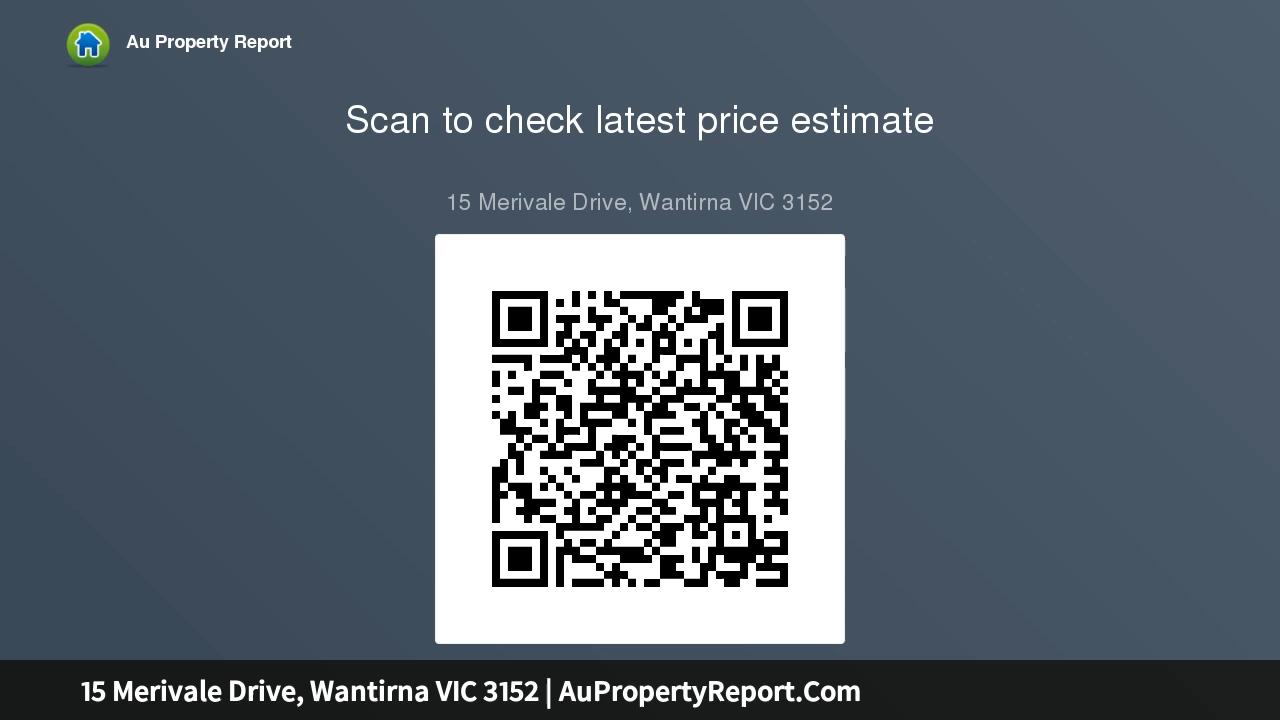 Au Property Report
Scan to check latest price estimate
15 Merivale Drive, Wantirna VIC 3152
15 Merivale Drive, Wantirna VIC 3152 | AuPropertyReport.Com